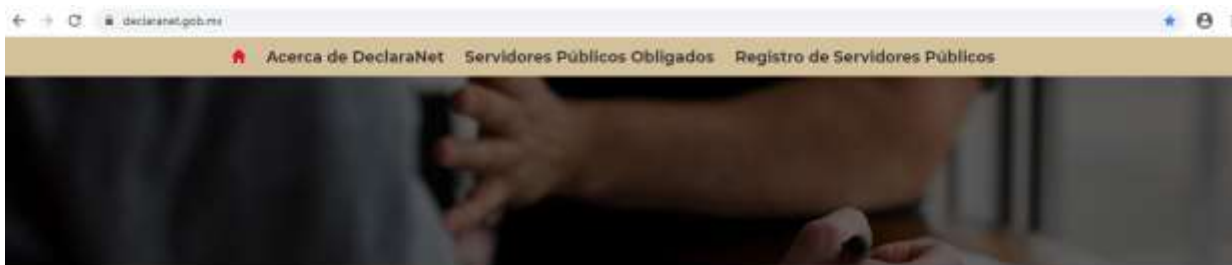 declaranet.gob.mx
Acerca de DeclaraNet Servidores Públicos Obligados Registro de Servidores Públicos